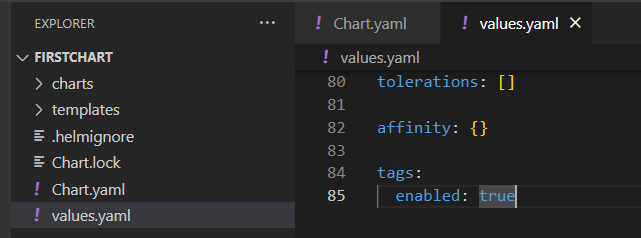 EXPLORER ...
FIRSTCHART
charts
templates
.helmignore
Chart.lock
! Chart.yaml
! values.yaml
! Chart.yaml ! values.yaml ×
! values.yaml
80 tolerations: []
81
82 affinity: {}
83
84 tags:
85 enabled: true